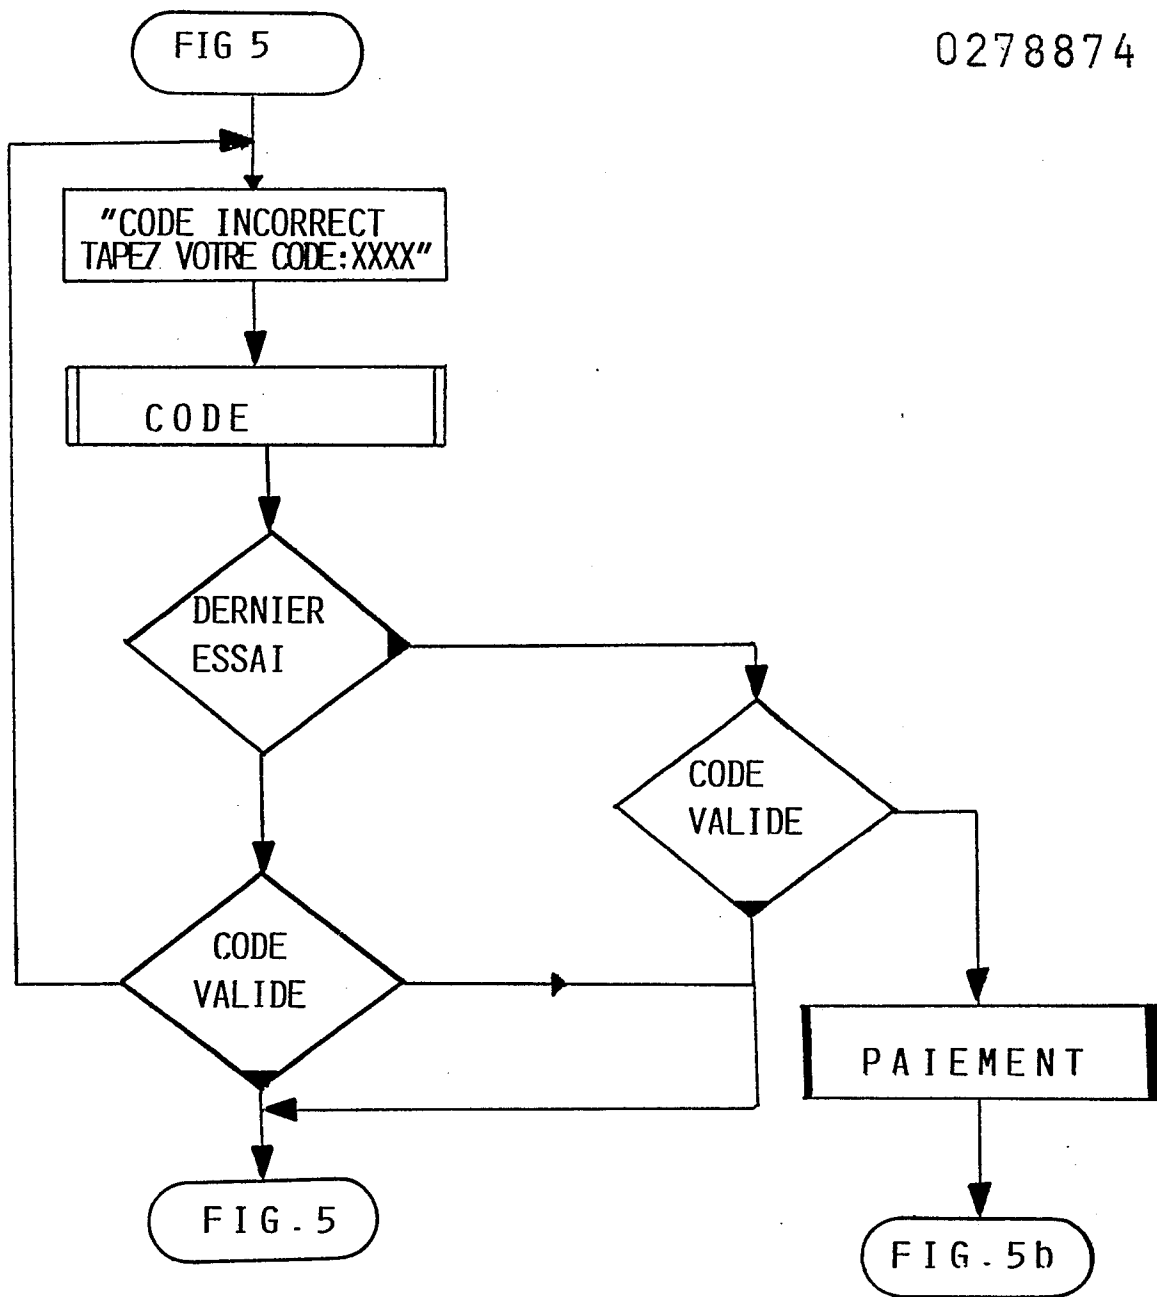 FIG 5
0278874
"CODE INCORRECT
TAPEZ VOTRE CODE:XXXX"
CODE
DERNIER
ESSAI
CODE
VALIDE
CODE
VALIDE
PAIEMENT
FIG.5
FIG.5b